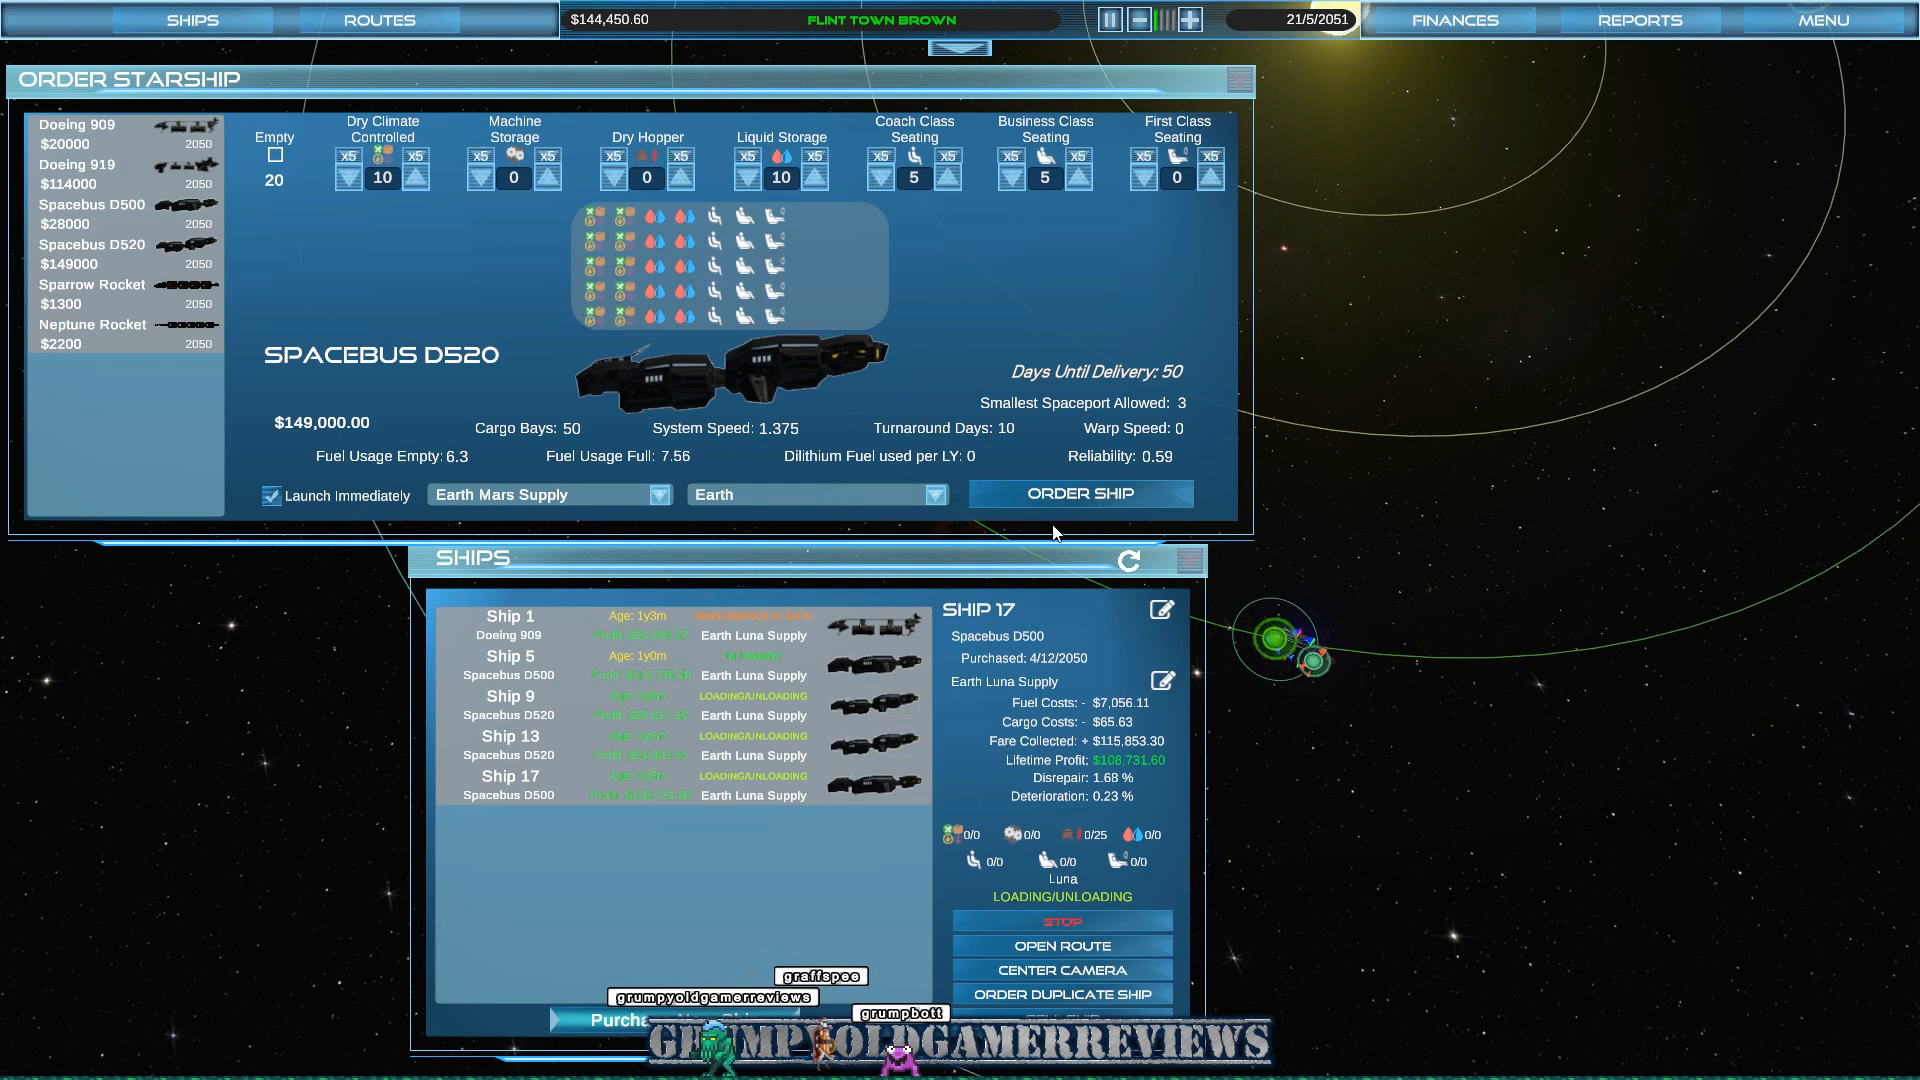 SHIPS
ROUTES
$144,450.60
FLINT TOWN BROWN
21/5/2051
FINANCES
REPORTS
MENU
ORDER STARSHIP
Doeing 909
$20000 2050
Doeing 919
$114000 2050
Spacebus D500
$28000 2050
Spacebus D520
$149000 2050
Sparrow Rocket
$1300 2050
Neptune Rocket
$2200 2050
Empty
20
Dry Climate
Controlled
x5 x5
10
Machine
Storage
x5 x5
0
Dry Hopper
x5 x5
0
Liquid Storage
x5 x5
10
Coach Class
Seating
x5 x5
5
Business Class
Seating
x5 x5
5
First Class
Seating
x5 x5
0
SPACEBUS D520
Days Until Delivery: 50
Smallest Spaceport Allowed: 3
$149,000.00
Cargo Bays: 50
System Speed: 1.375
Turnaround Days: 10
Warp Speed: 0
Fuel Usage Empty: 6.3
Fuel Usage Full: 7.56
Dilithium Fuel used per LY: 0
Reliability: 0.59
Launch Immediately
Earth Mars Supply
Earth
ORDER SHIP
SHIPS
Ship 1 Age: 1y3m
Doeing 909 Earth Luna Supply
Ship 5 Age: 1y0m
Spacebus D500 Earth Luna Supply
Ship 9 LOADING/UNLOADING
Spacebus D520 Earth Luna Supply
Ship 13 LOADING/UNLOADING
Spacebus D520 Earth Luna Supply
Ship 17 LOADING/UNLOADING
Spacebus D500 Earth Luna Supply
SHIP 17
Spacebus D500
Purchased: 4/12/2050
Earth Luna Supply
Fuel Costs: - $7,056.11
Cargo Costs: - $65.63
Fare Collected: + $115,853.30
Lifetime Profit: $108,731.60
Disrepair: 1.68 %
Deterioration: 0.23 %
0/0 0/0 0/25 0/0
0/0 0/0 0/0
Luna
LOADING/UNLOADING
STOP
OPEN ROUTE
CENTER CAMERA
ORDER DUPLICATE SHIP
graffspee
grumpyoldgamerreviews
grumpbott
Purcha
GRUMPYOLDGAMERREVIEWS